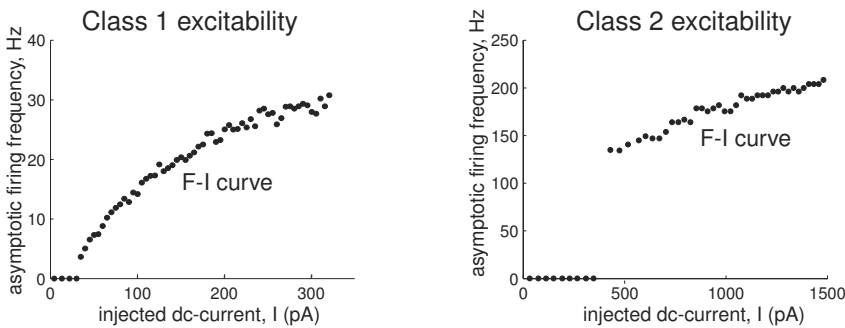 Class 1 excitability
asymptotic firing frequency, Hz
40
30
20
10
0
F-I curve
0 100 200 300
injected dc-current, I (pA)
Class 2 excitability
asymptotic firing frequency, Hz
250
200
150
100
50
0
F-I curve
500 1000 1500
injected dc-current, I (pA)